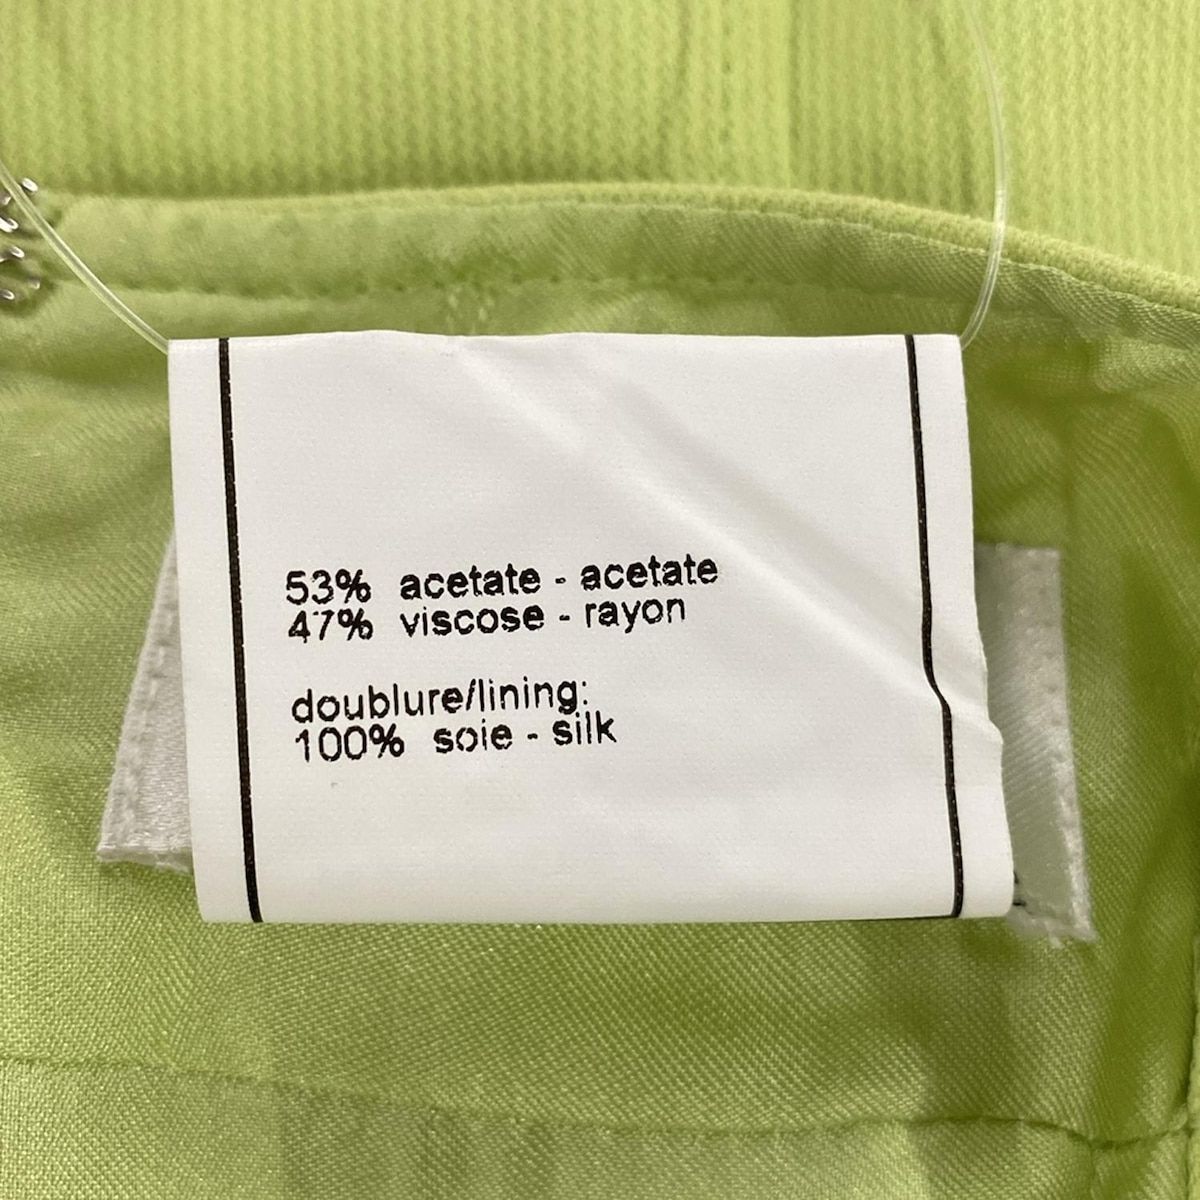 53% acetate - acetate
47% viscose - rayon
doublure/lining:
100% soie - silk